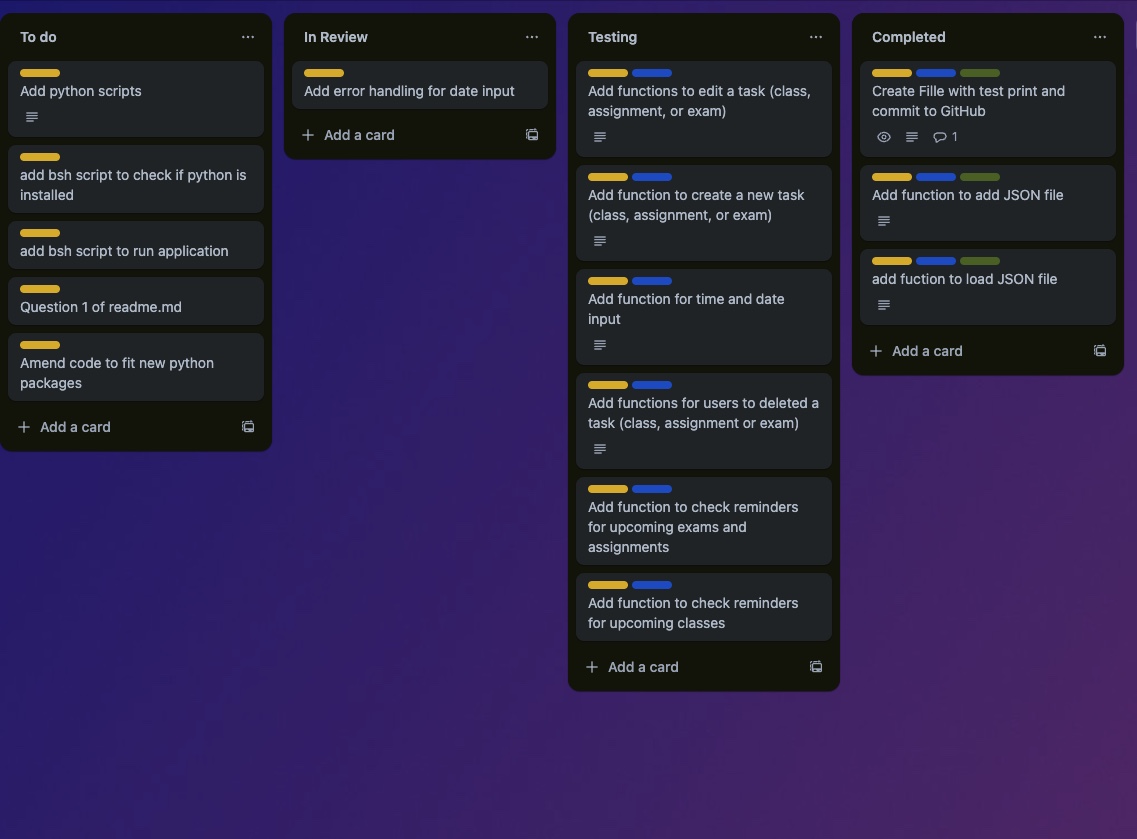 To do
Add python scripts
add bsh script to check if python is
installed
add bsh script to run application
Question 1 of readme.md
Amend code to fit new python
packages
Add a card
In Review
Add error handling for date input
Add a card
Testing
Add functions to edit a task (class,
assignment, or exam)
Add function to create a new task
(class, assignment, or exam)
Add function for time and date
input
Add functions for users to deleted a
task (class, assignment or exam)
Add function to check reminders
for upcoming exams and
assignments
Add function to check reminders
for upcoming classes
Add a card
Completed
Create Fille with test print and
commit to GitHub
1
Add function to add JSON file
add fuction to load JSON file
Add a card